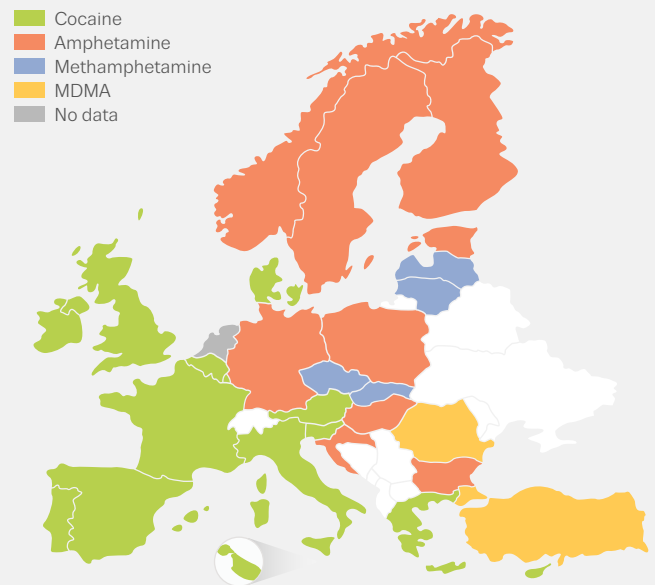 Cocaine
Amphetamine
Methamphetamine
MDMA
No data